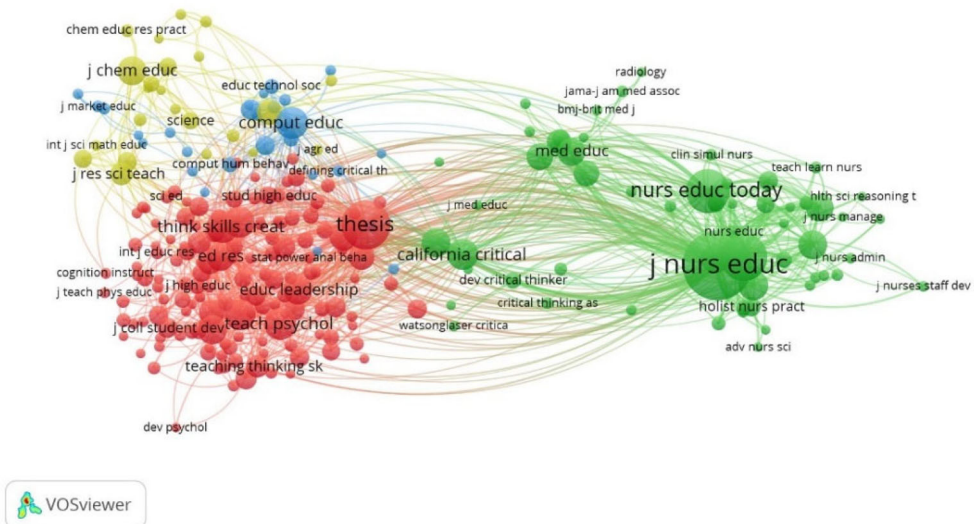 chem educ res pract
j chem educ
j market educ
educ technol soc
science
comput educ
int j sci math educ
j agr ed
j res sci teach
comput hum behav
defining critical th
sci ed
stud high educ
think skills creat
thesis
int j educ res
ed res
stat power anal beha
cognition instruct
j teach phys educ
j high educ
educ leadership
j coll student dev
teach psychol
teaching thinking sk
dev psychol
watsonglaser critica
radiology
jama-j am med assoc
bmj-brit med j
med educ
j med educ
california critical
dev critical thinker
critical thinking as
clin simul nurs
teach learn nurs
nurs educ today
hlth sci reasoning t
j nurs manage
nurs educ
j nurs educ
j nurs admin
j nurses staff dev
holist nurs pract
adv nurs sci
VOSviewer